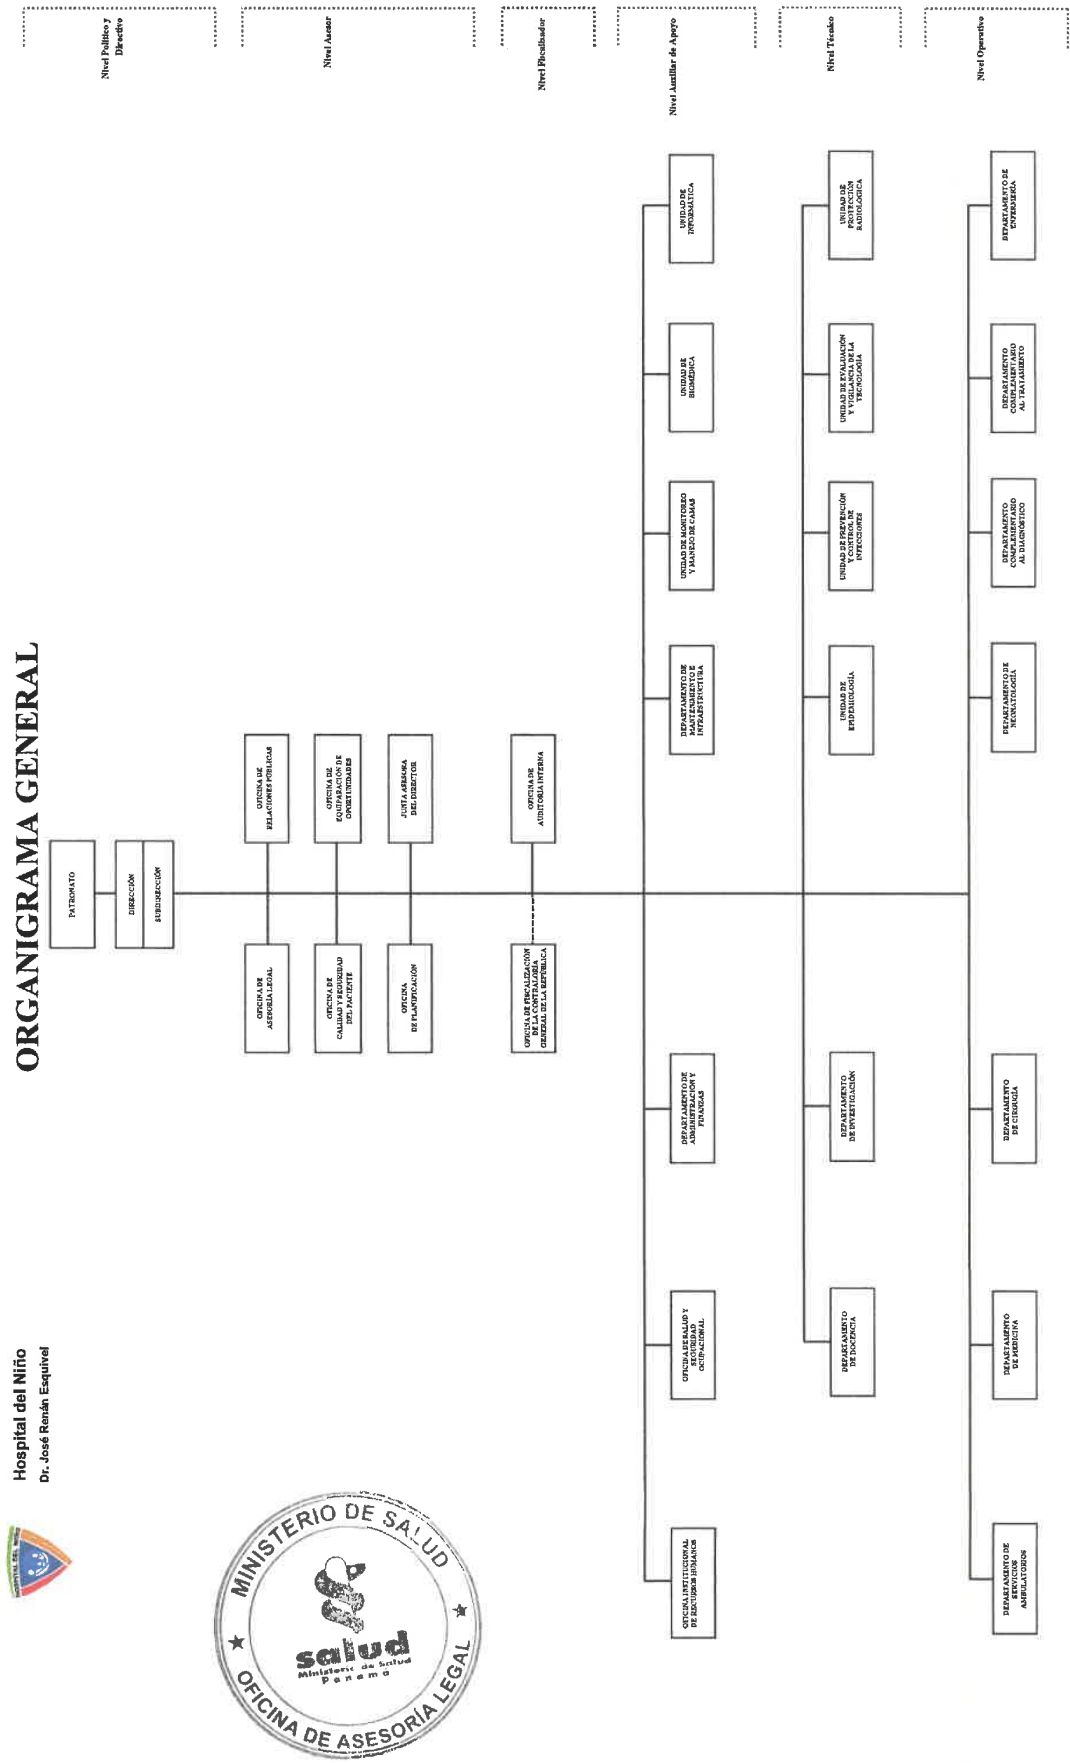 HOSPITAL DEL NIÑO
Hospital del Niño
Dr. José Renán Esquivel
ORGANIGRAMA GENERAL
PATRONATO
DIRECCIÓN
SUBDIRECCIÓN
Nivel Político y
Directivo
OFICINA DE
ASESORÍA LEGAL
OFICINA DE
RELACIONES PÚBLICAS
OFICINA DE
CALIDAD Y SEGURIDAD
DEL PACIENTE
OFICINA DE
EQUIPARACIÓN DE
OPORTUNIDADES
OFICINA
DE PLANIFICACIÓN
JUNTA ASESORA
DEL DIRECTOR
Nivel Asesor
OFICINA DE FISCALIZACIÓN
DE LA CONTRALORÍA
GENERAL DE LA REPÚBLICA
OFICINA DE
AUDITORIA INTERNA
Nivel Fiscalizador
OFICINA INSTITUCIONAL
DE RECURSOS HUMANOS
OFICINA DE SALUD Y
SEGURIDAD
OCUPACIONAL
DEPARTAMENTO DE
ADMINISTRACIÓN Y
FINANZAS
DEPARTAMENTO DE
MANTENIMIENTO E
INFRAESTRUCTURA
UNIDAD DE MONITOREO
Y MANEJO DE CAMAS
UNIDAD DE
BIOMÉDICA
UNIDAD DE
INFORMÁTICA
Nivel Auxiliar de Apoyo
DEPARTAMENTO
DE DOCENCIA
DEPARTAMENTO
DE INVESTIGACIÓN
UNIDAD DE
EPIDEMIOLOGÍA
UNIDAD DE PREVENCIÓN
Y CONTROL DE
INFECCIONES
UNIDAD DE EVALUACIÓN
Y VIGILANCIA DE LA
TECNOLOGÍA
UNIDAD DE
PROTECCIÓN
RADIOLÓGICA
Nivel Técnico
DEPARTAMENTO DE
SERVICIOS
AMBULATORIOS
DEPARTAMENTO
DE MEDICINA
DEPARTAMENTO
DE CIRUGÍA
DEPARTAMENTO DE
NEONATOLOGÍA
DEPARTAMENTO
COMPLEMENTARIO
AL DIAGNÓSTICO
DEPARTAMENTO
COMPLEMENTARIO
AL TRATAMIENTO
DEPARTAMENTO DE
ENFERMERÍA
Nivel Operativo
MINISTERIO DE SALUD
salud
Ministerio de Salud
Panamá
OFICINA DE ASESORÍA LEGAL